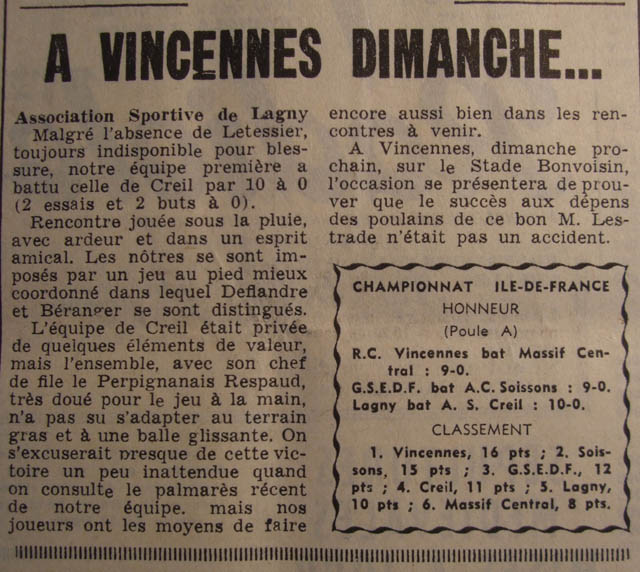 A VINCENNES DIMANCHE...
Association Sportive de Lagny
Malgré l'absence de Letessier,
toujours indisponible pour bles-
sure, notre équipe première a
battu celle de Creil par 10 à 0
(2 essais et 2 buts à 0).
Rencontre jouée sous la pluie,
avec ardeur et dans un esprit
amical. Les nôtres se sont im-
posés par un jeu au pied mieux
coordonné dans lequel Deflandre
et Béranger se sont distingués.
L'équipe de Creil était privée
de quelques éléments de valeur,
mais l'ensemble, avec son chef
de file le Perpignanais Respaud,
très doué pour le jeu à la main,
n'a pas su s'adapter au terrain
gras et à une balle glissante. On
s'excuserait presque de cette vic-
toire un peu inattendue quand
on consulte le palmarès récent
de notre équipe. mais nos
joueurs ont les moyens de faire
encore aussi bien dans les ren-
contres à venir.
A Vincennes, dimanche pro-
chain, sur le Stade Bonvoisin,
l'occasion se présentera de prou-
ver que le succès aux dépens
des poulains de ce bon M. Les-
trade n'était pas un accident.
CHAMPIONNAT ILE-DE-FRANCE
HONNEUR
(Poule A)
R.C. Vincennes bat Massif Cen-
tral : 9-0.
G.S.E.D.F. bat A.C. Soissons : 9-0.
Lagny bat A. S. Creil : 10-0.
CLASSEMENT
1. Vincennes, 16 pts ; 2. Sois-
sons, 15 pts ; 3. G.S.E.D.F., 12
pts ; 4. Creil, 11 pts ; 5. Lagny,
10 pts ; 6. Massif Central, 8 pts.